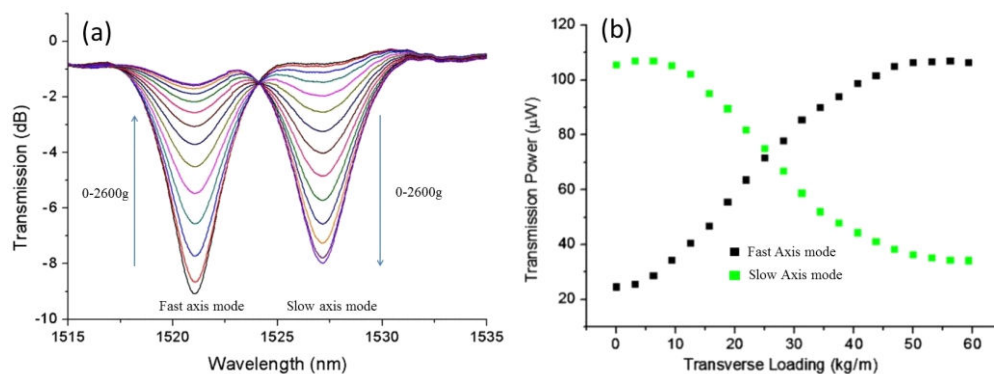 (a)
0
-2
-4
-6
-8
-10
Transmission (dB)
0-2600g
0-2600g
Fast axis mode
Slow Axis mode
1515
1520
1525
1530
1535
Wavelength (nm)
(b)
120
100
80
60
40
20
Transmission Power (μW)
Fast Axis mode
Slow Axis mode
0
10
20
30
40
50
60
Transverse Loading (kg/m)